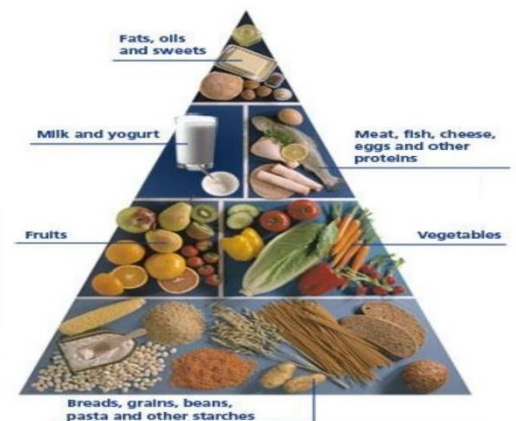 Fats, oils
and sweets
Milk and yogurt
Meat, fish, cheese,
eggs and other
proteins
Fruits
Vegetables
Breads, grains, beans,
pasta and other starches